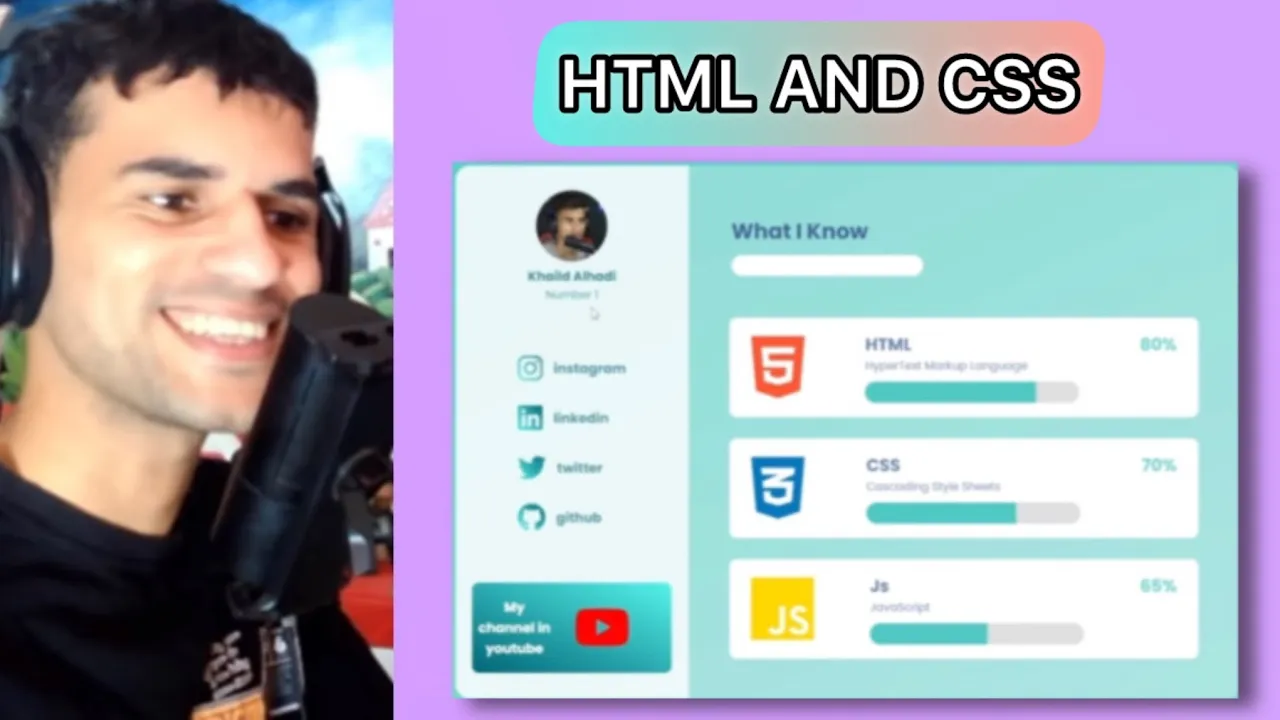 HTML AND CSS
Khalid Alhadi
Number 1
instagram
linkedin
twitter
github
My
channel in
youtube
What I Know
HTML
80%
HyperText Markup Language
CSS
70%
Cascading Style Sheets
JS
Js
65%
JavaScript